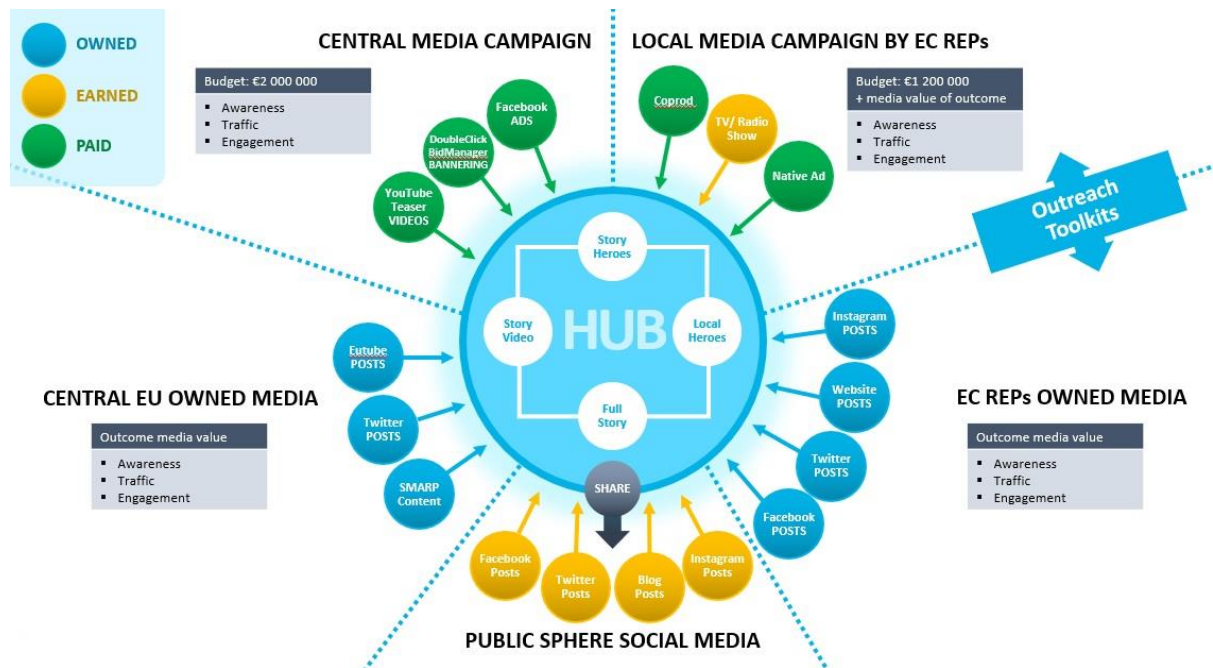 OWNED
EARNED
PAID
CENTRAL MEDIA CAMPAIGN
Budget: €2 000 000
▪ Awareness
▪ Traffic
▪ Engagement
Facebook
ADS
DoubleClick
BidManager
BANNERING
YouTube
Teaser
VIDEOS
LOCAL MEDIA CAMPAIGN BY EC REPs
Budget: €1 200 000
+ media value of outcome
▪ Awareness
▪ Traffic
▪ Engagement
Coprod
TV/ Radio
Show
Native Ad
Outreach
Toolkits
Story
Heroes
Story
Video
HUB
Local
Heroes
Full
Story
SHARE
CENTRAL EU OWNED MEDIA
Outcome media value
▪ Awareness
▪ Traffic
▪ Engagement
Eutube
POSTS
Twitter
POSTS
SMARP
Content
EC REPs OWNED MEDIA
Outcome media value
▪ Awareness
▪ Traffic
▪ Engagement
Instagram
POSTS
Website
POSTS
Twitter
POSTS
Facebook
POSTS
Facebook
Posts
Twitter
Posts
Blog
Posts
Instagram
Posts
PUBLIC SPHERE SOCIAL MEDIA